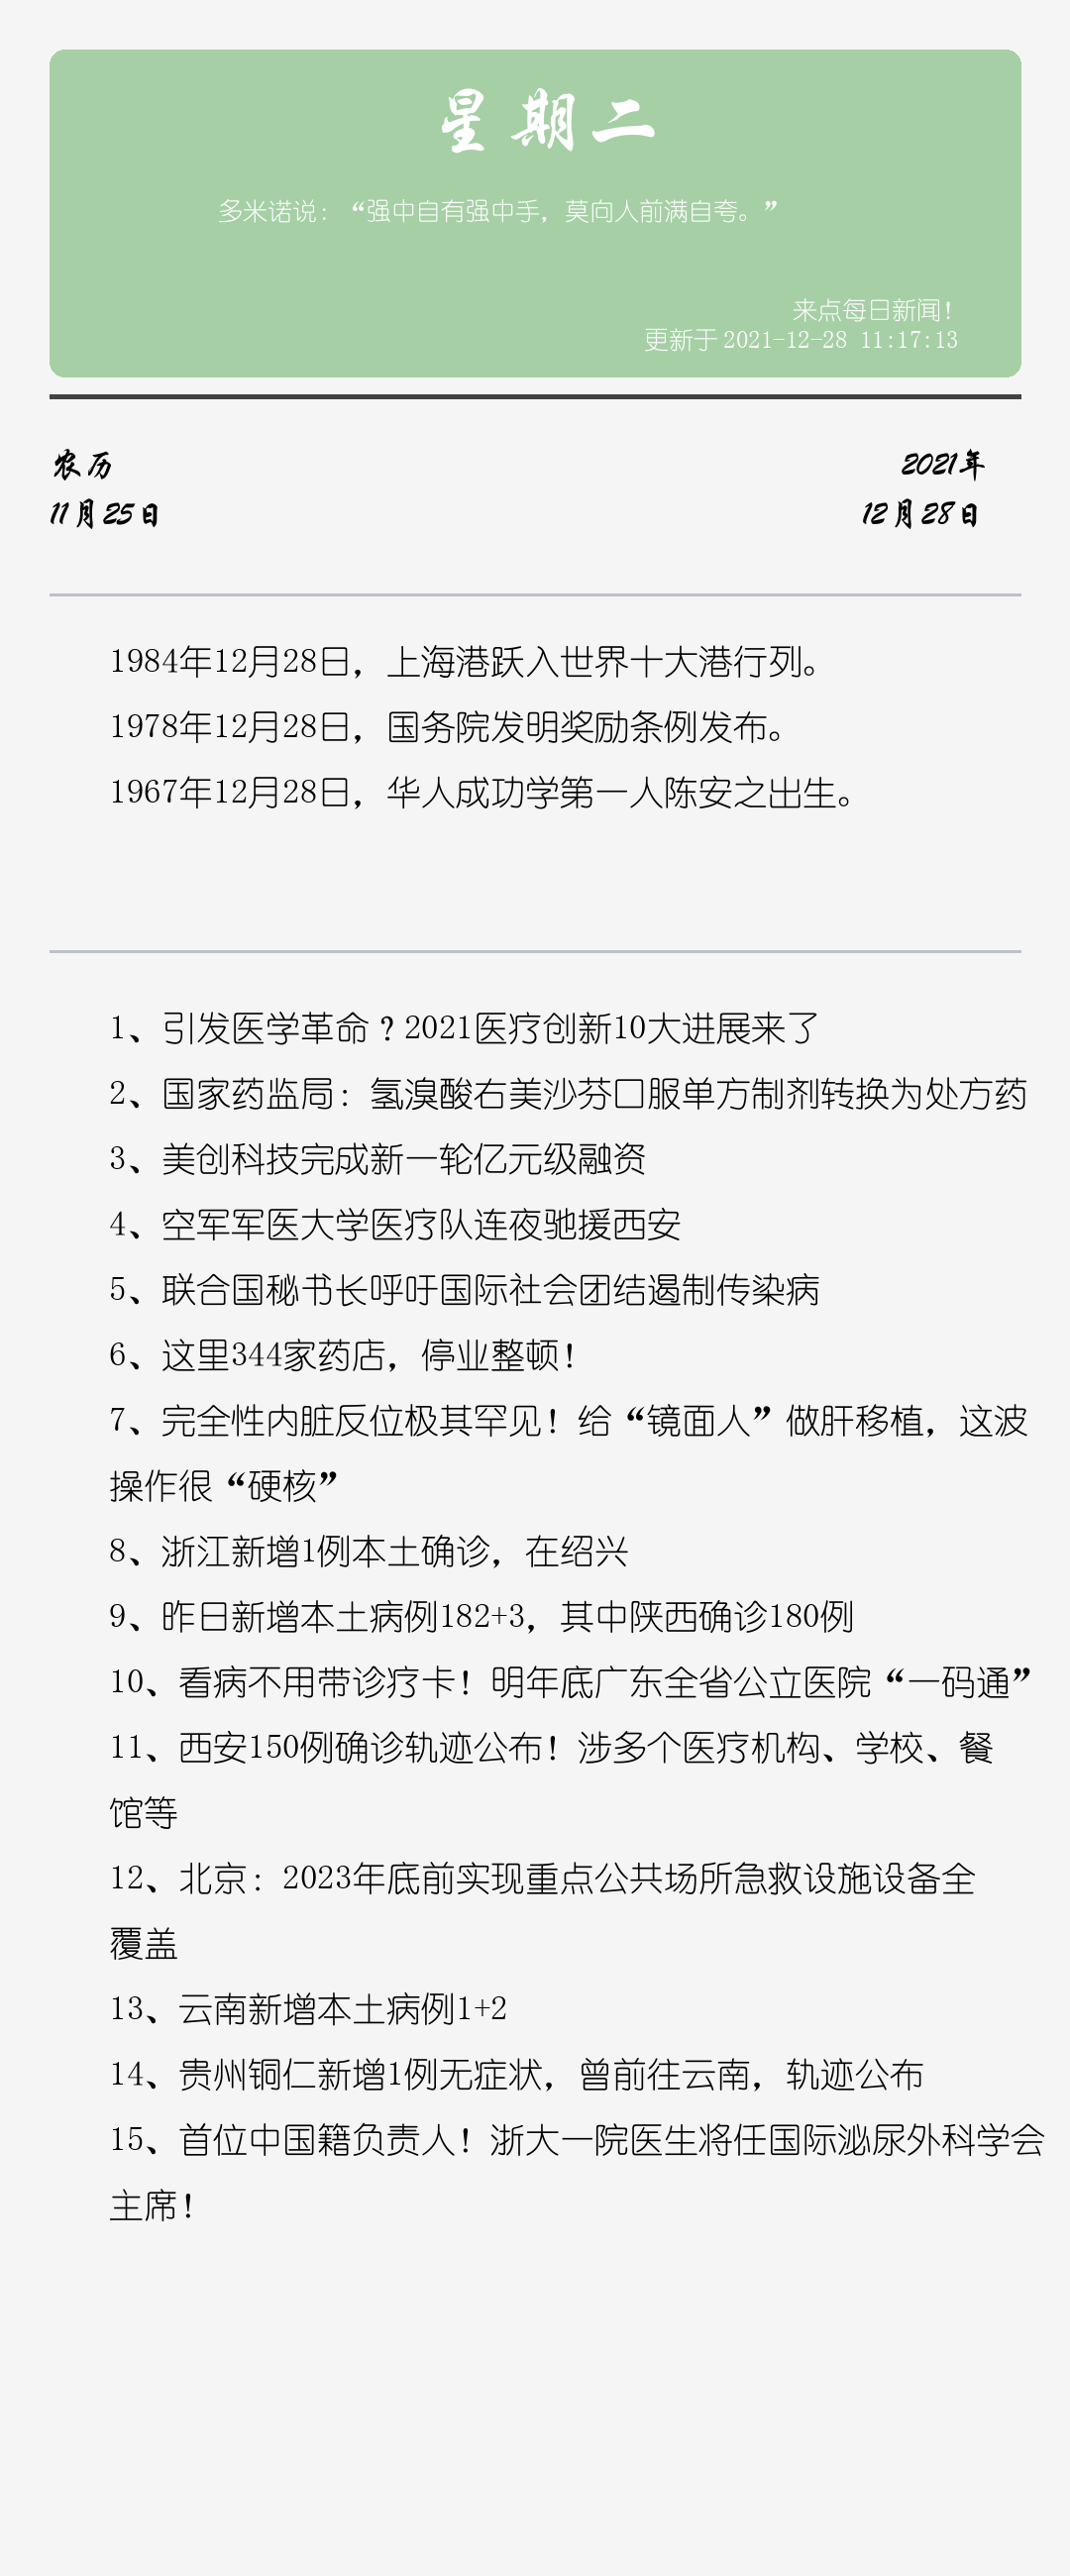 星期二
多米诺说：“强中自有强中手，莫向人前满自夸。”
来点每日新闻！
更新于 2021-12-28 11:17:13
农历
2021年
11月25日
12月28日
1984年12月28日，上海港跃入世界十大港行列。
1978年12月28日，国务院发明奖励条例发布。
1967年12月28日，华人成功学第一人陈安之出生。
1、引发医学革命？2021医疗创新10大进展来了
2、国家药监局：氢溴酸右美沙芬口服单方制剂转换为处方药
3、美创科技完成新一轮亿元级融资
4、空军军医大学医疗队连夜驰援西安
5、联合国秘书长呼吁国际社会团结遏制传染病
6、这里344家药店，停业整顿！
7、完全性内脏反位极其罕见！给“镜面人”做肝移植，这波
操作很“硬核”
8、浙江新增1例本土确诊，在绍兴
9、昨日新增本土病例182+3，其中陕西确诊180例
10、看病不用带诊疗卡！明年底广东全省公立医院“一码通”
11、西安150例确诊轨迹公布！涉多个医疗机构、学校、餐
馆等
12、北京：2023年底前实现重点公共场所急救设施设备全
覆盖
13、云南新增本土病例1+2
14、贵州铜仁新增1例无症状，曾前往云南，轨迹公布
15、首位中国籍负责人！浙大一院医生将任国际泌尿外科学会
主席！